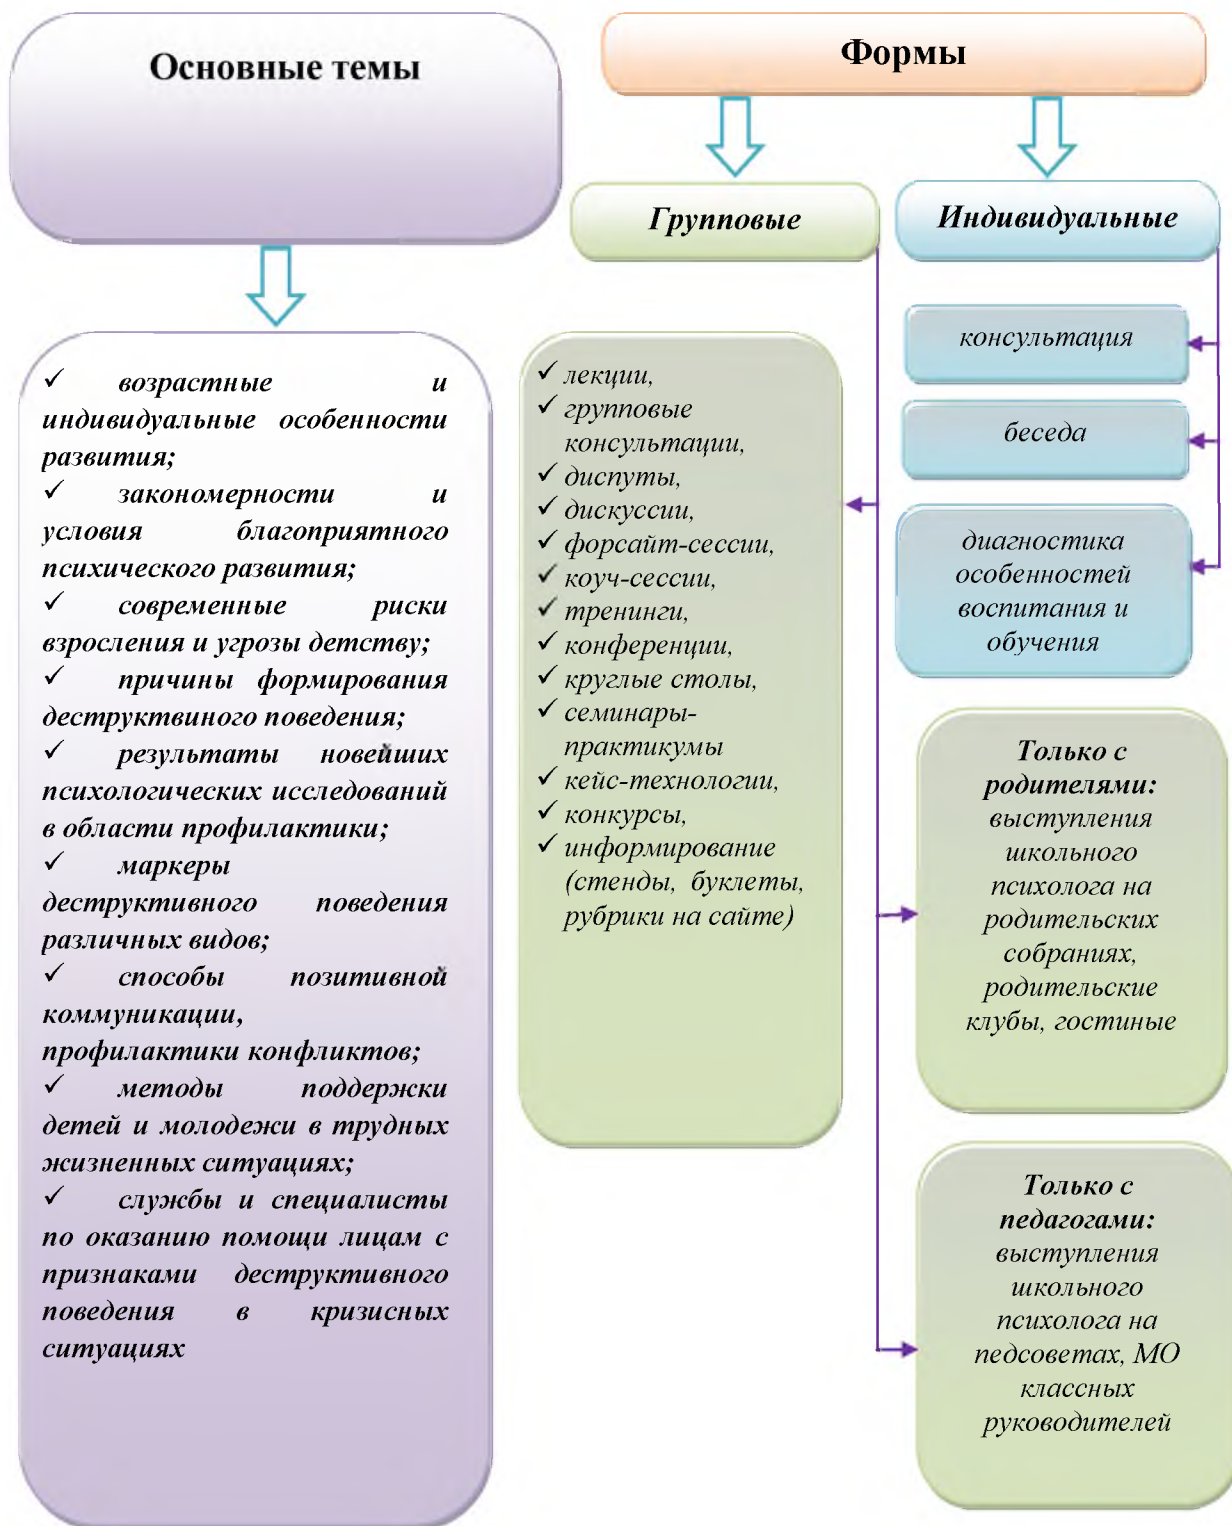 Основные темы
✓ возрастные и
индивидуальные особенности
развития;
✓ закономерности и
условия благоприятного
психического развития;
✓ современные риски
взросления и угрозы детству;
✓ причины формирования
деструктвиного поведения;
✓ результаты новейших
психологических исследований
в области профилактики;
✓ маркеры
деструктивного поведения
различных видов;
✓ способы позитивной
коммуникации,
профилактики конфликтов;
✓ методы поддержки
детей и молодежи в трудных
жизненных ситуациях;
✓ службы и специалисты
по оказанию помощи лицам с
признаками деструктивного
поведения в кризисных
ситуациях
Формы
Групповые
✓ лекции,
✓ групповые
консультации,
✓ диспуты,
✓ дискуссии,
✓ форсайт-сессии,
✓ коуч-сессии,
✓ тренинги,
✓ конференции,
✓ круглые столы,
✓ семинары-
практикумы
✓ кейс-технологии,
✓ конкурсы,
✓ информирование
(стенды, буклеты,
рубрики на сайте)
Индивидуальные
консультация
беседа
диагностика
особенностей
воспитания и
обучения
Только с
родителями:
выступления
школьного
психолога на
родительских
собраниях,
родительские
клубы, гостиные
Только с
педагогами:
выступления
школьного
психолога на
педсоветах, МО
классных
руководителей